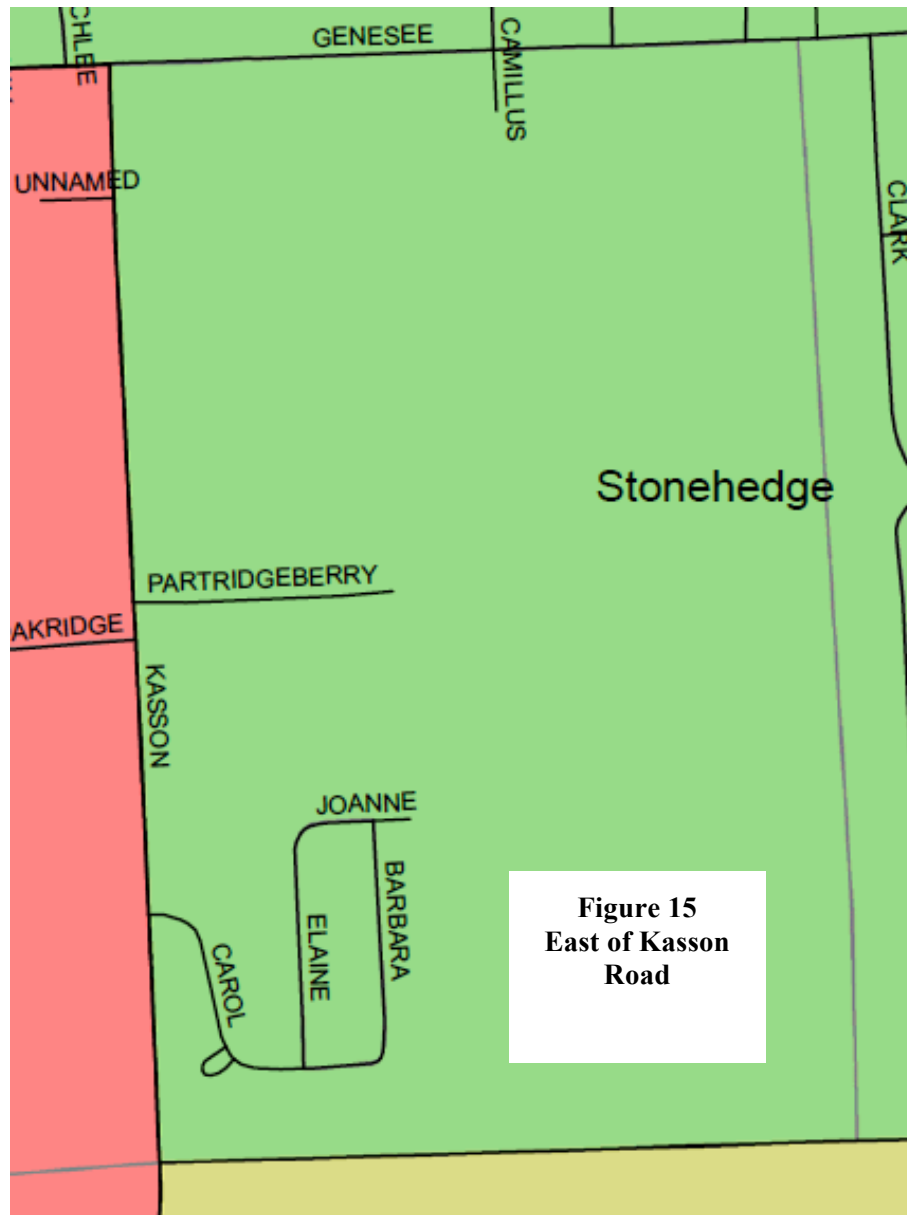 CHLEE
GENESEE
CAMILLUS
UNNAMED
CLARK
Stonehedge
PARTRIDGEBERRY
AKRIDGE
KASSON
JOANNE
BARBARA
ELAINE
CAROL
Figure 15
East of Kasson
Road